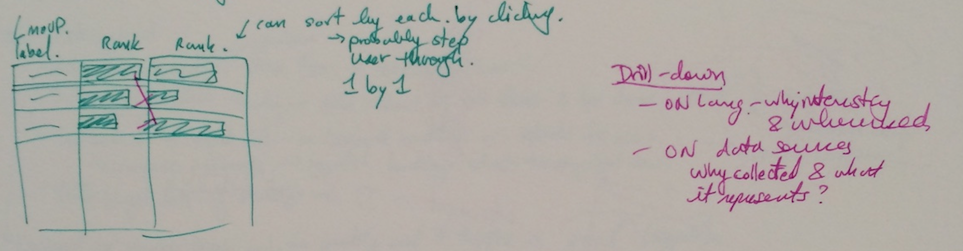 label.
Rank
Rank.
can sort by each. by clicking.
→ probably step
user through.
1 by 1
Drill-down
- ON lang - why interesting
& where used
- ON data sources
why collected & what
it represents?